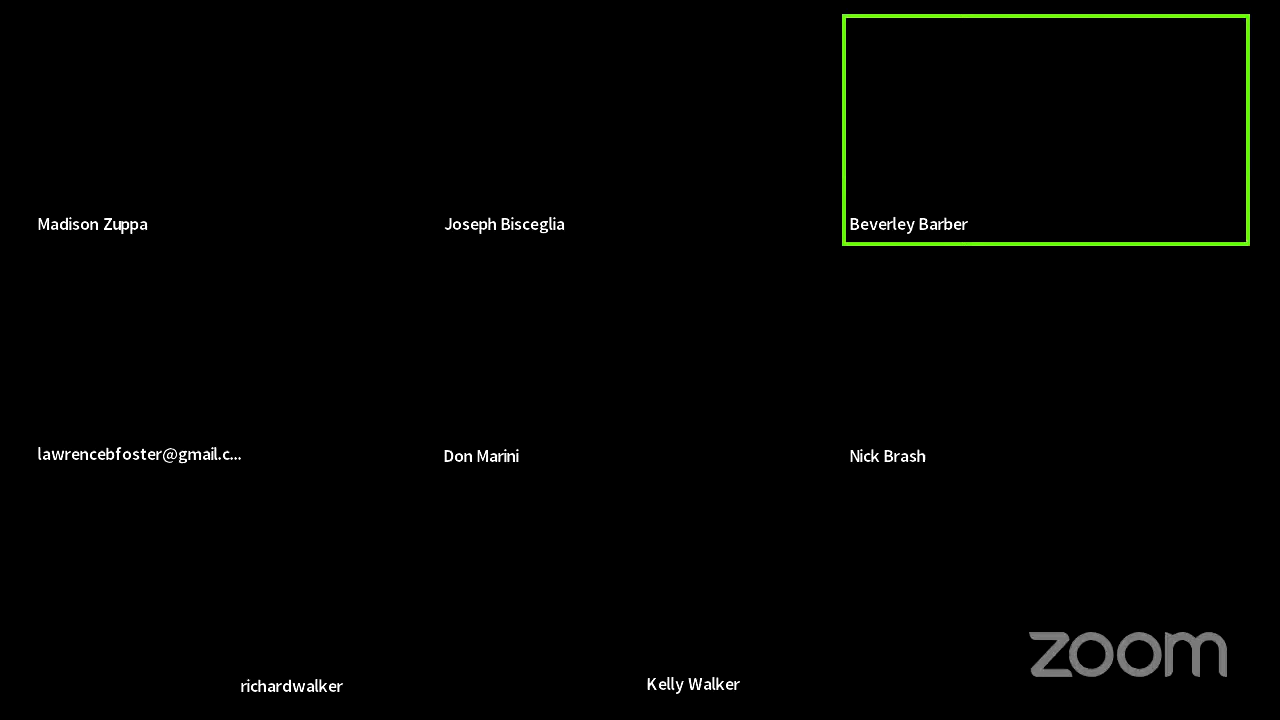 Madison Zuppa
Joseph Bisceglia
Beverley Barber
lawrencebfoster@gmail.c...
Don Marini
Nick Brash
richardwalker
Kelly Walker
zoom